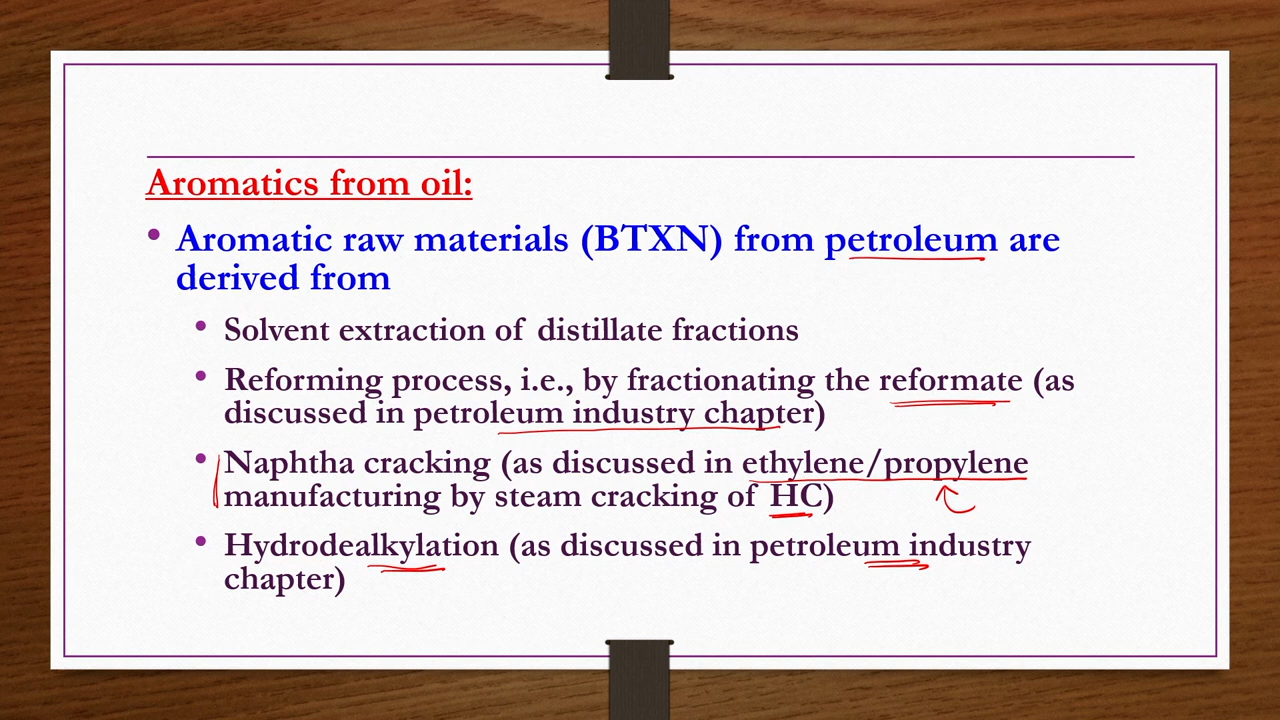 Aromatics from oil:
• Aromatic raw materials (BTXN) from petroleum are
derived from
• Solvent extraction of distillate fractions
• Reforming process, i.e., by fractionating the reformate (as
discussed in petroleum industry chapter)
• Naphtha cracking (as discussed in ethylene/propylene
manufacturing by steam cracking of HC)
• Hydrodealkylation (as discussed in petroleum industry
chapter)